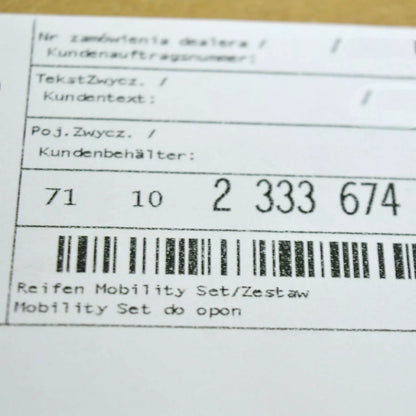 Nr zamówienia dealera / /
Kundenauftragsnummer:
TekstZwycz. /
Kundentext: /
Poj.Zwycz. /
Kundenbehälter:
71 10 2 333 674
Reifen Mobility Set/Zestaw
Mobility Set do opon